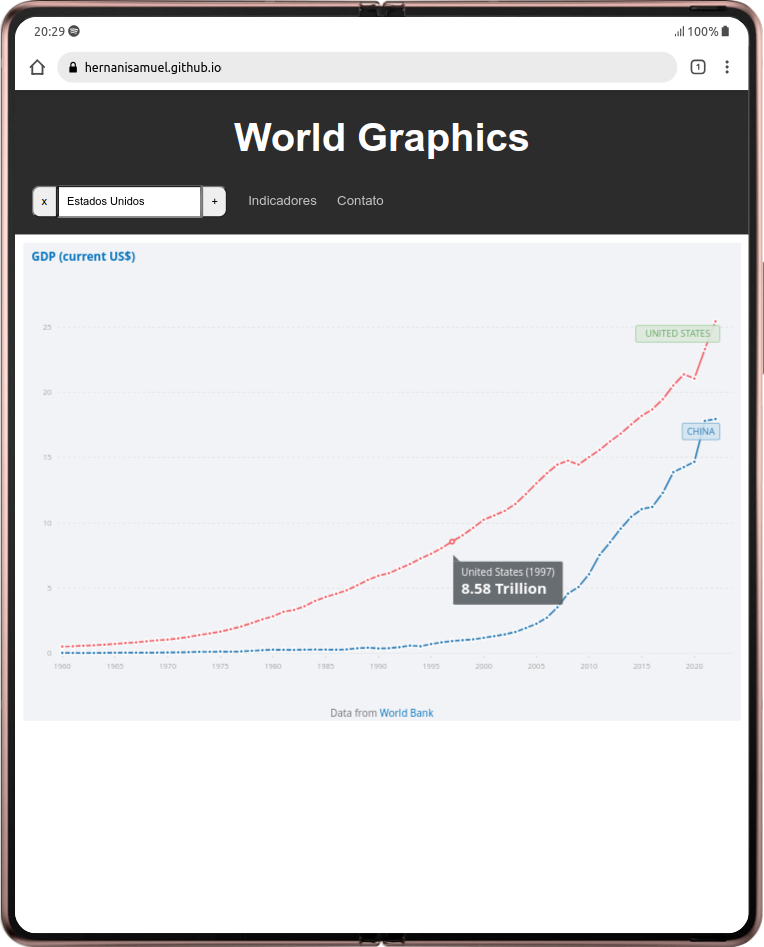 20:29 100%
1
hernanisamuel.github.io
World Graphics
x Estados Unidos + Indicadores Contato
GDP (current US$)
25
UNITED STATES
20
CHINA
15
10
United States (1997)
8.58 Trillion
5
0
1960 1965 1970 1975 1980 1985 1990 1995 2000 2005 2010 2015 2020
Data from World Bank